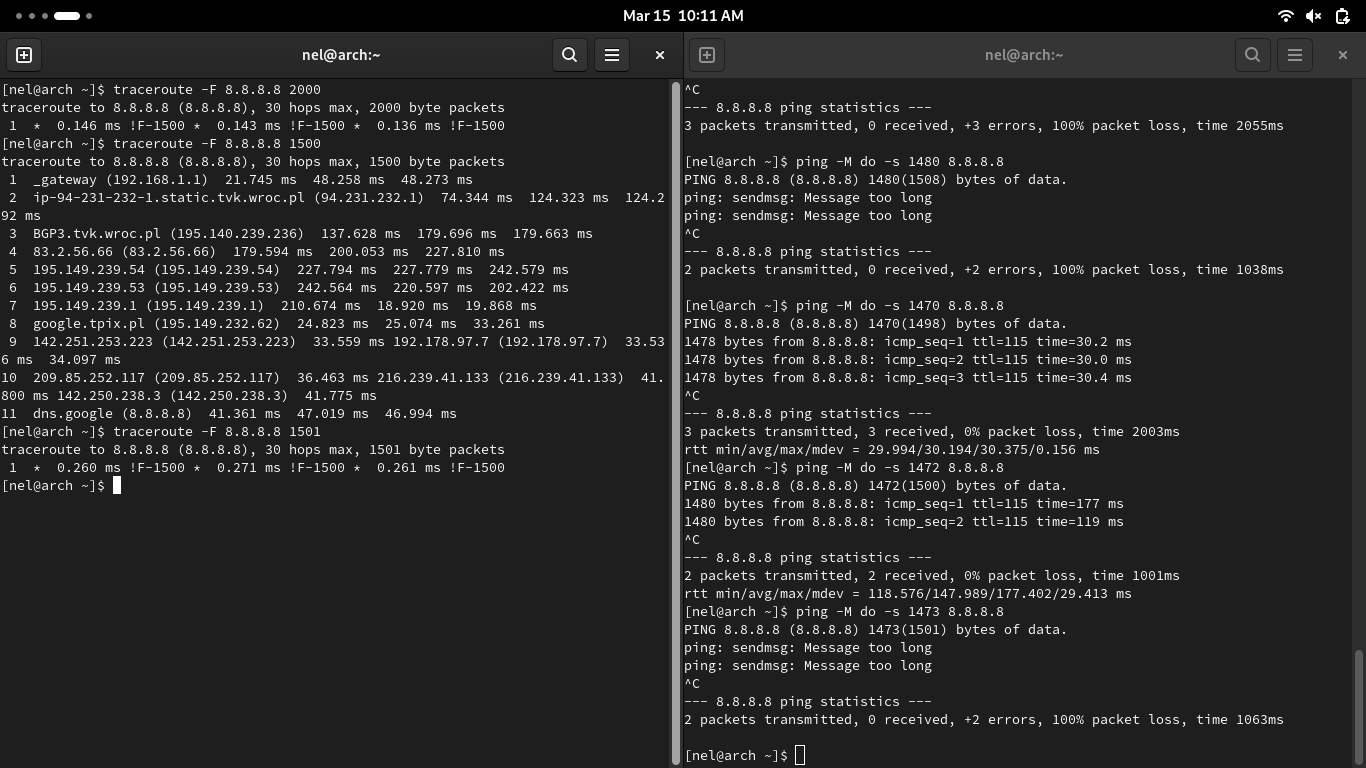 Mar 15  10:11 AM
nel@arch:~
[nel@arch ~]$ traceroute -F 8.8.8.8 2000
traceroute to 8.8.8.8 (8.8.8.8), 30 hops max, 2000 byte packets
 1  *  0.146 ms !F-1500 *  0.143 ms !F-1500 *  0.136 ms !F-1500
[nel@arch ~]$ traceroute -F 8.8.8.8 1500
traceroute to 8.8.8.8 (8.8.8.8), 30 hops max, 1500 byte packets
 1  _gateway (192.168.1.1)  21.745 ms  48.258 ms  48.273 ms
 2  ip-94-231-232-1.static.tvk.wroc.pl (94.231.232.1)  74.344 ms  124.323 ms  124.2
92 ms
 3  BGP3.tvk.wroc.pl (195.140.239.236)  137.628 ms  179.696 ms  179.663 ms
 4  83.2.56.66 (83.2.56.66)  179.594 ms  200.053 ms  227.810 ms
 5  195.149.239.54 (195.149.239.54)  227.794 ms  227.779 ms  242.579 ms
 6  195.149.239.53 (195.149.239.53)  242.564 ms  220.597 ms  202.422 ms
 7  195.149.239.1 (195.149.239.1)  210.674 ms  18.920 ms  19.868 ms
 8  google.tpix.pl (195.149.232.62)  24.823 ms  25.074 ms  33.261 ms
 9  142.251.253.223 (142.251.253.223)  33.559 ms 192.178.97.7 (192.178.97.7)  33.53
6 ms  34.097 ms
10  209.85.252.117 (209.85.252.117)  36.463 ms 216.239.41.133 (216.239.41.133)  41.
800 ms 142.250.238.3 (142.250.238.3)  41.775 ms
11  dns.google (8.8.8.8)  41.361 ms  47.019 ms  46.994 ms
[nel@arch ~]$ traceroute -F 8.8.8.8 1501
traceroute to 8.8.8.8 (8.8.8.8), 30 hops max, 1501 byte packets
 1  *  0.260 ms !F-1500 *  0.271 ms !F-1500 *  0.261 ms !F-1500
[nel@arch ~]$
nel@arch:~
^C
--- 8.8.8.8 ping statistics ---
3 packets transmitted, 0 received, +3 errors, 100% packet loss, time 2055ms
[nel@arch ~]$ ping -M do -s 1480 8.8.8.8
PING 8.8.8.8 (8.8.8.8) 1480(1508) bytes of data.
ping: sendmsg: Message too long
ping: sendmsg: Message too long
^C
--- 8.8.8.8 ping statistics ---
2 packets transmitted, 0 received, +2 errors, 100% packet loss, time 1038ms
[nel@arch ~]$ ping -M do -s 1470 8.8.8.8
PING 8.8.8.8 (8.8.8.8) 1470(1498) bytes of data.
1478 bytes from 8.8.8.8: icmp_seq=1 ttl=115 time=30.2 ms
1478 bytes from 8.8.8.8: icmp_seq=2 ttl=115 time=30.0 ms
1478 bytes from 8.8.8.8: icmp_seq=3 ttl=115 time=30.4 ms
^C
--- 8.8.8.8 ping statistics ---
3 packets transmitted, 3 received, 0% packet loss, time 2003ms
rtt min/avg/max/mdev = 29.994/30.194/30.375/0.156 ms
[nel@arch ~]$ ping -M do -s 1472 8.8.8.8
PING 8.8.8.8 (8.8.8.8) 1472(1500) bytes of data.
1480 bytes from 8.8.8.8: icmp_seq=1 ttl=115 time=177 ms
1480 bytes from 8.8.8.8: icmp_seq=2 ttl=115 time=119 ms
^C
--- 8.8.8.8 ping statistics ---
2 packets transmitted, 2 received, 0% packet loss, time 1001ms
rtt min/avg/max/mdev = 118.576/147.989/177.402/29.413 ms
[nel@arch ~]$ ping -M do -s 1473 8.8.8.8
PING 8.8.8.8 (8.8.8.8) 1473(1501) bytes of data.
ping: sendmsg: Message too long
ping: sendmsg: Message too long
^C
--- 8.8.8.8 ping statistics ---
2 packets transmitted, 0 received, +2 errors, 100% packet loss, time 1063ms
[nel@arch ~]$